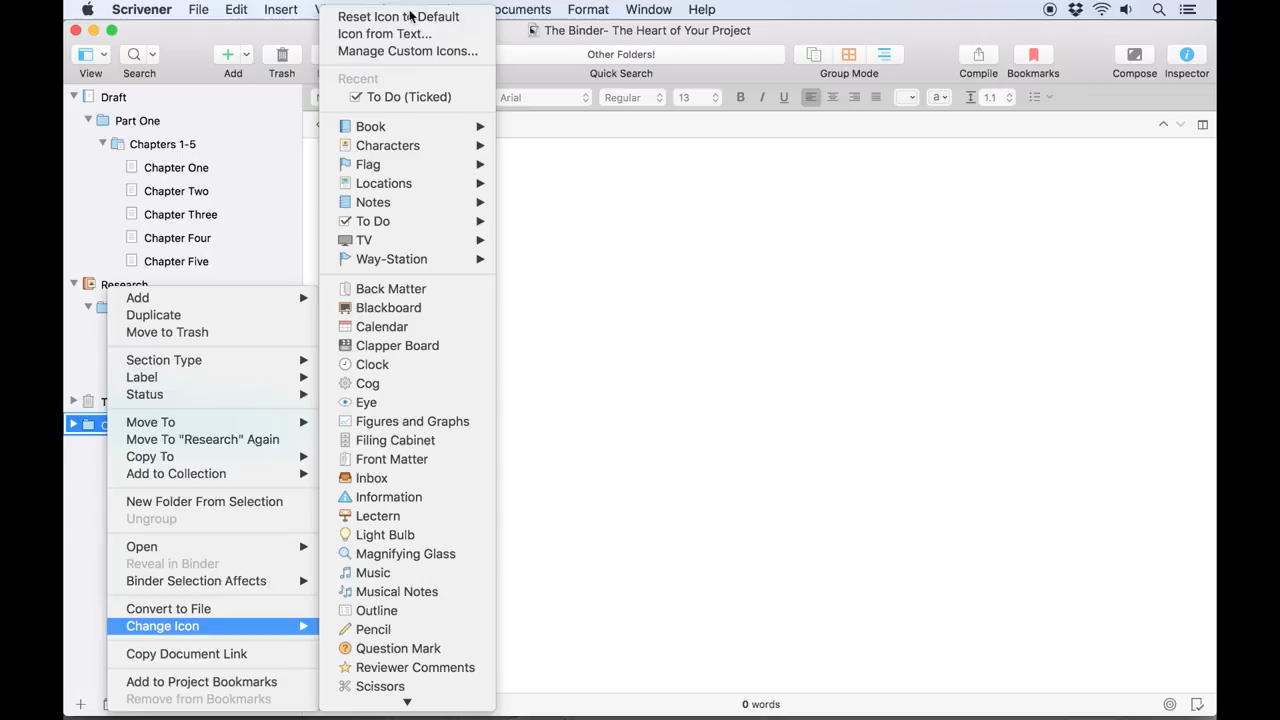 Scrivener File Edit Insert Documents Format Window Help
The Binder- The Heart of Your Project
Other Folders!
View Search Add Trash Quick Search Group Mode Compile Bookmarks Compose Inspector
Arial Regular 13 B I U a 1.1
Draft
Part One
Chapters 1-5
Chapter One
Chapter Two
Chapter Three
Chapter Four
Chapter Five
Research
Add
Duplicate
Move to Trash
Section Type
Label
Status
Move To
Move To "Research" Again
Copy To
Add to Collection
New Folder From Selection
Ungroup
Open
Reveal in Binder
Binder Selection Affects
Convert to File
Change Icon
Copy Document Link
Add to Project Bookmarks
Remove from Bookmarks
Reset Icon to Default
Icon from Text...
Manage Custom Icons...
Recent
To Do (Ticked)
Book
Characters
Flag
Locations
Notes
To Do
TV
Way-Station
Back Matter
Blackboard
Calendar
Clapper Board
Clock
Cog
Eye
Figures and Graphs
Filing Cabinet
Front Matter
Inbox
Information
Lectern
Light Bulb
Magnifying Glass
Music
Musical Notes
Outline
Pencil
Question Mark
Reviewer Comments
Scissors
0 words